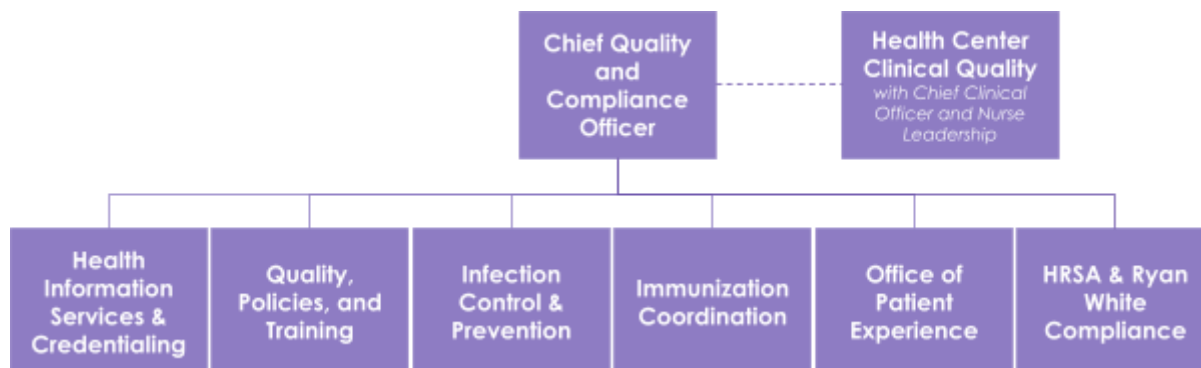 Chief Quality
and
Compliance
Officer
Health Center
Clinical Quality
with Chief Clinical
Officer and Nurse
Leadership
Health
Information
Services &
Credentialing
Quality,
Policies, and
Training
Infection
Control &
Prevention
Immunization
Coordination
Office of
Patient
Experience
HRSA & Ryan
White
Compliance